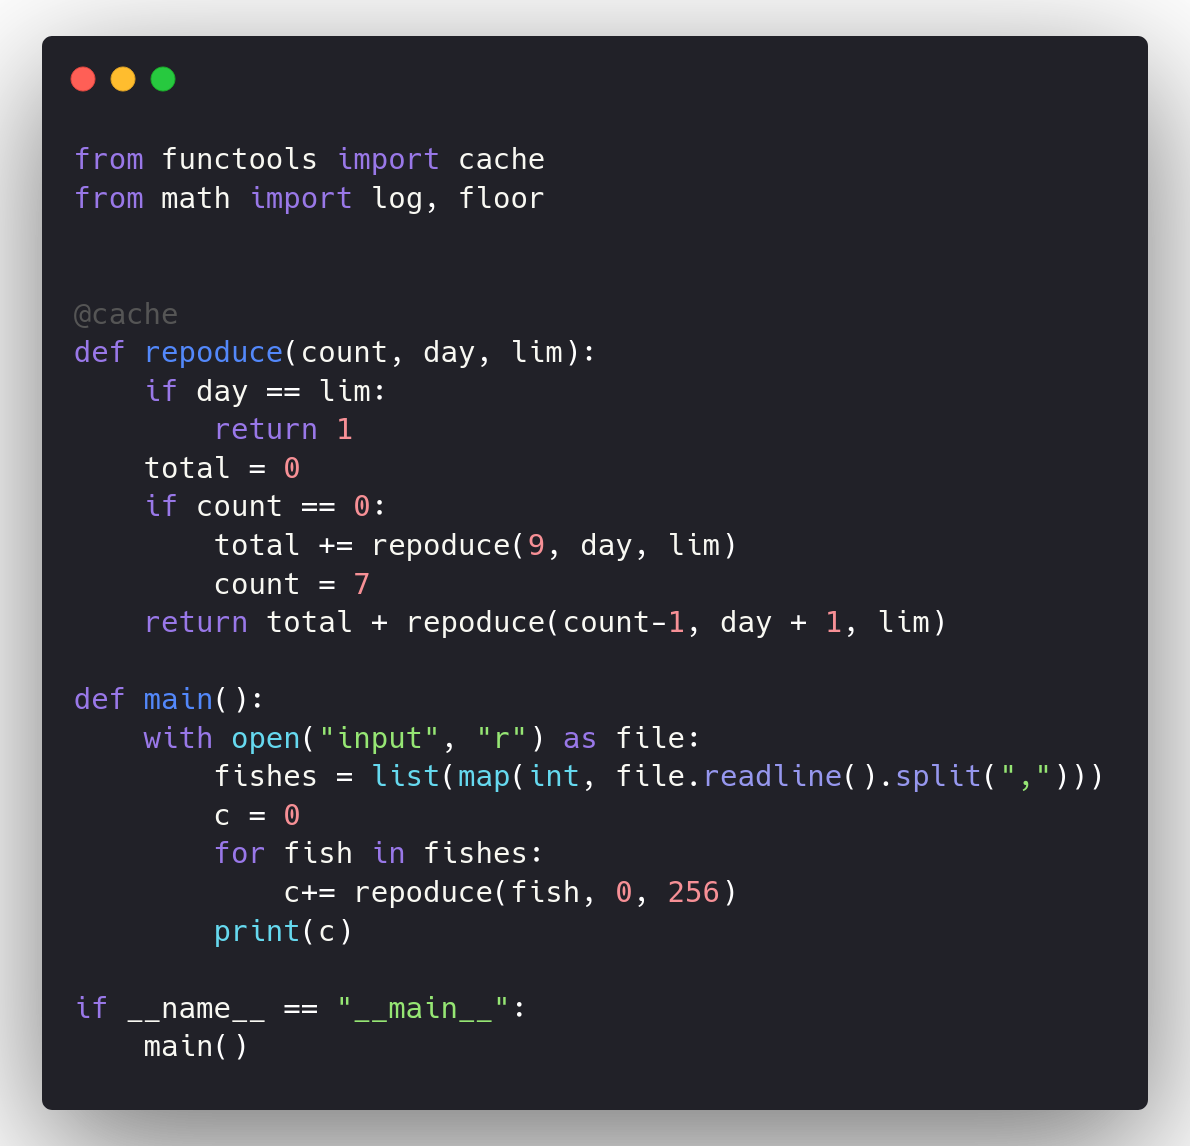 from functools import cache
from math import log, floor
@cache
def repoduce(count, day, lim):
    if day == lim:
        return 1
    total = 0
    if count == 0:
        total += repoduce(9, day, lim)
        count = 7
    return total + repoduce(count-1, day + 1, lim)
def main():
    with open("input", "r") as file:
        fishes = list(map(int, file.readline().split(",")))
        c = 0
        for fish in fishes:
            c+= repoduce(fish, 0, 256)
        print(c)
if __name__ == "__main__":
    main()